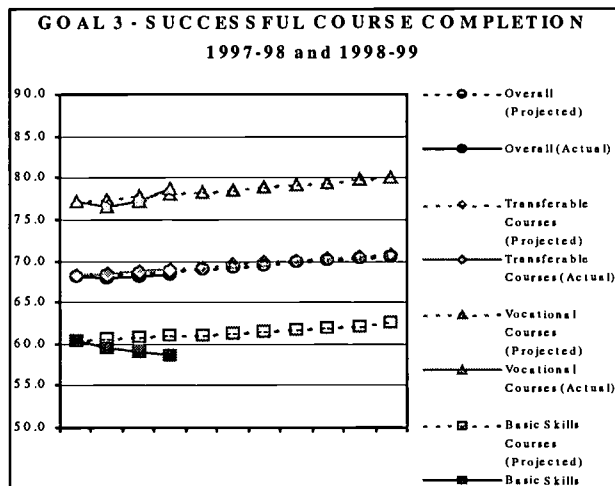 GOAL 3 - SUCCESSFUL COURSE COMPLETION
1997-98 and 1998-99
90.0
85.0
80.0
75.0
70.0
65.0
60.0
55.0
50.0
Overall
(Projected)
Overall (Actual)
Transferable
Courses
(Projected)
Transferable
Courses (Actual)
Vocational
Courses
(Projected)
Vocational
Courses (Actual)
Basic Skills
Courses
(Projected)
Basic Skills